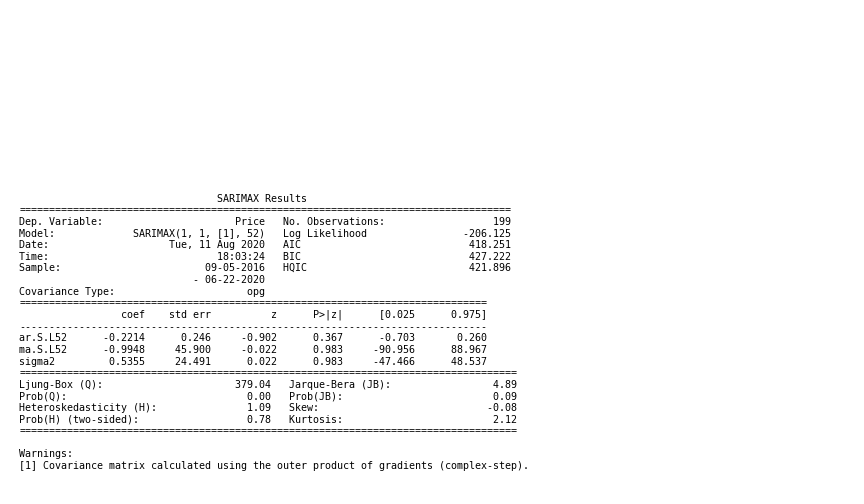 SARIMAX Results
==================================================================================
Dep. Variable:                      Price   No. Observations:                  199
Model:             SARIMAX(1, 1, [1], 52)   Log Likelihood                -206.125
Date:                    Tue, 11 Aug 2020   AIC                            418.251
Time:                            18:03:24   BIC                            427.222
Sample:                        09-05-2016   HQIC                           421.896
                             - 06-22-2020
Covariance Type:                      opg
==============================================================================
                 coef    std err          z      P>|z|      [0.025      0.975]
------------------------------------------------------------------------------
ar.S.L52      -0.2214      0.246     -0.902      0.367      -0.703       0.260
ma.S.L52      -0.9948     45.900     -0.022      0.983     -90.956      88.967
sigma2         0.5355     24.491      0.022      0.983     -47.466      48.537
===================================================================================
Ljung-Box (Q):                      379.04   Jarque-Bera (JB):                 4.89
Prob(Q):                              0.00   Prob(JB):                         0.09
Heteroskedasticity (H):               1.09   Skew:                            -0.08
Prob(H) (two-sided):                  0.78   Kurtosis:                         2.12
===================================================================================
Warnings:
[1] Covariance matrix calculated using the outer product of gradients (complex-step).